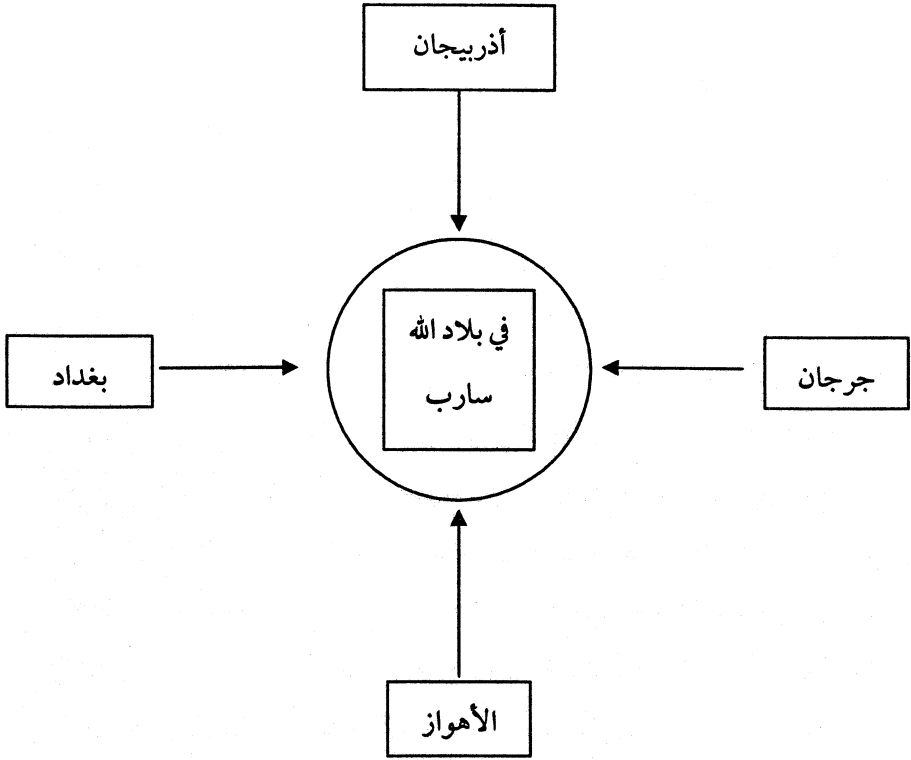 أذربيجان
في بلاد الله
سارب
جرجان
بغداد
الأهواز